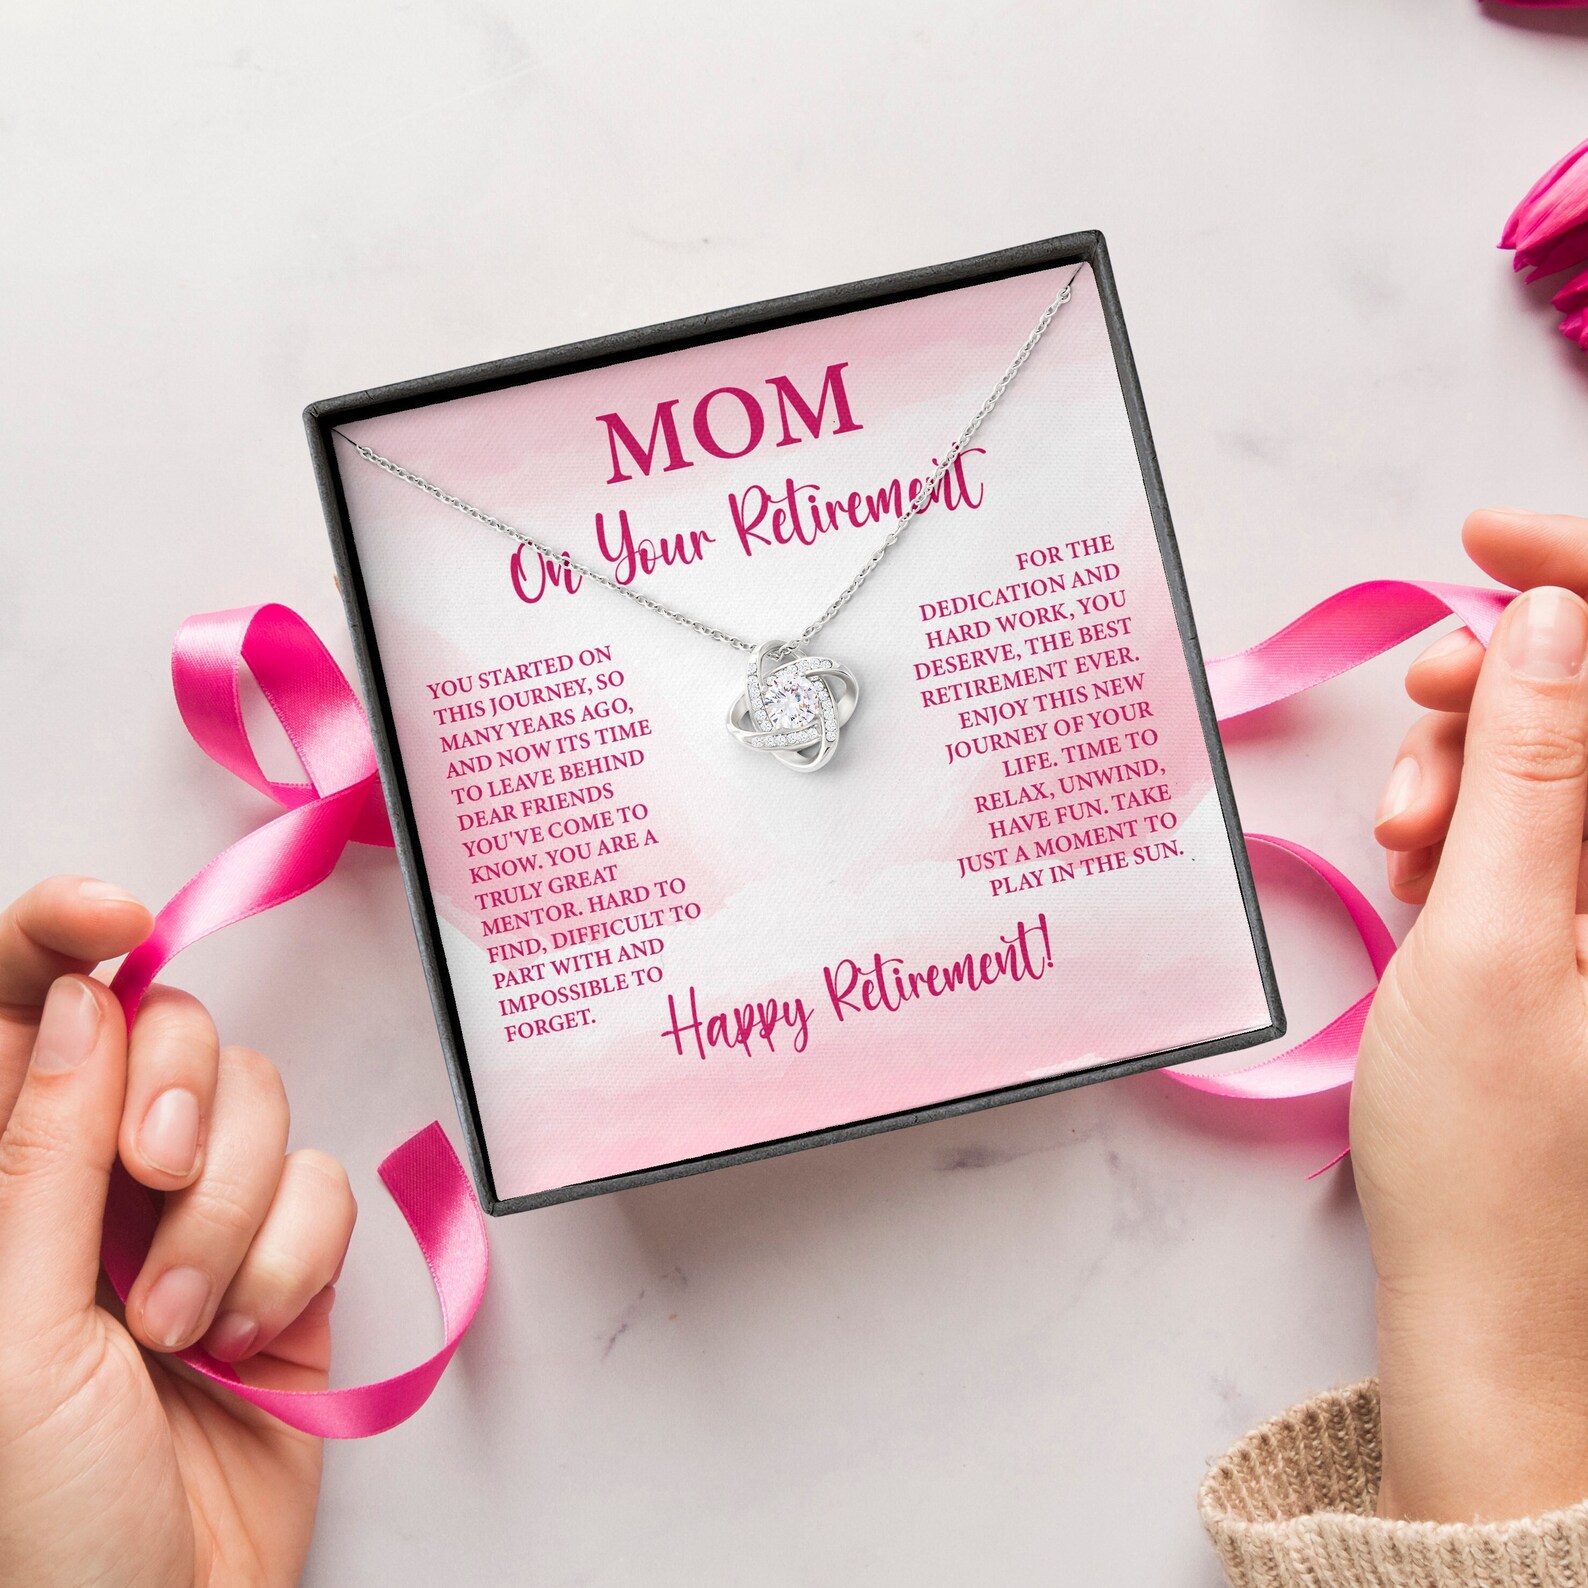 MOM
On Your Retirement
YOU STARTED ON
THIS JOURNEY, SO
MANY YEARS AGO,
AND NOW ITS TIME
TO LEAVE BEHIND
DEAR FRIENDS
YOU'VE COME TO
KNOW. YOU ARE A
TRULY GREAT
MENTOR. HARD TO
FIND, DIFFICULT TO
PART WITH AND
IMPOSSIBLE TO
FORGET.
FOR THE
DEDICATION AND
HARD WORK, YOU
DESERVE, THE BEST
RETIREMENT EVER.
ENJOY THIS NEW
JOURNEY OF YOUR
LIFE. TIME TO
RELAX, UNWIND,
HAVE FUN. TAKE
JUST A MOMENT TO
PLAY IN THE SUN.
Happy Retirement!